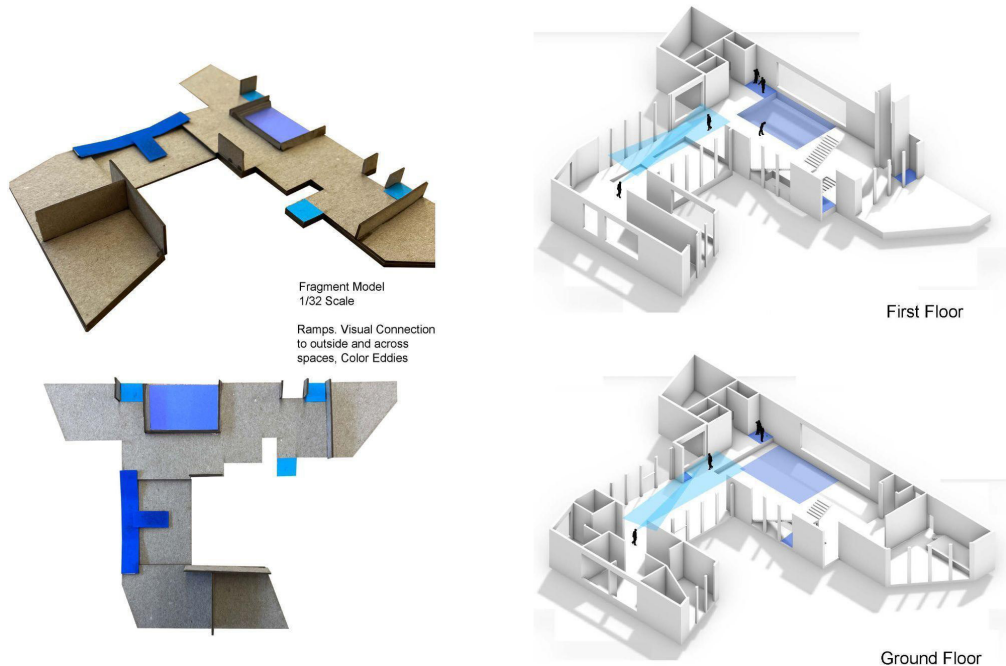 Fragment Model
1/32 Scale
Ramps. Visual Connection
to outside and across
spaces, Color Eddies
First Floor
Ground Floor